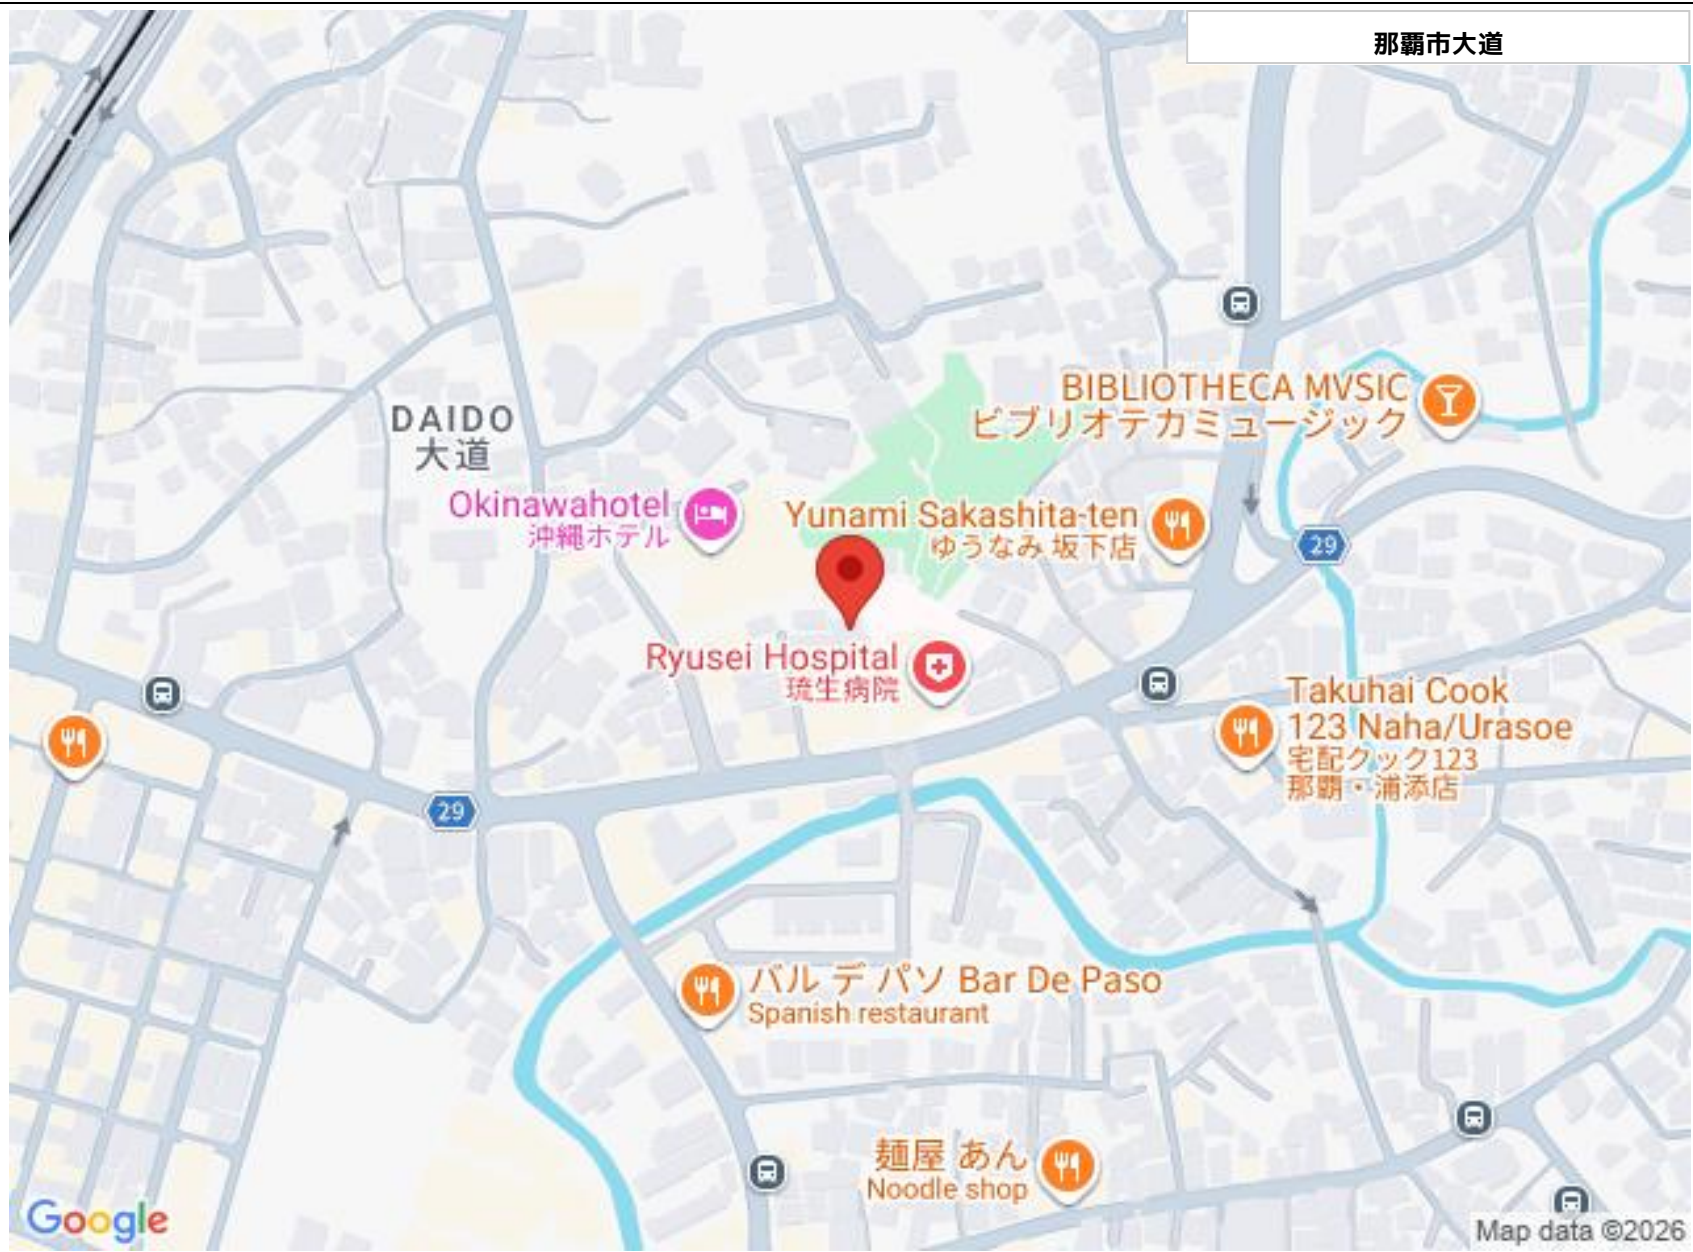 那覇市大道
BIBLIOTHECA MVSIC
ビブリオテカミュージック
DAIDO
大道
Okinawahotel
沖縄ホテル
Yunami Sakashita-ten
ゆうなみ 坂下店
29
Ryusei Hospital
琉生病院
Takuhai Cook
123 Naha/Urasoe
宅配クック123
那覇・浦添店
29
バル デ パソ Bar De Paso
Spanish restaurant
麺屋 あん
Noodle shop
Google
Map data ©2026